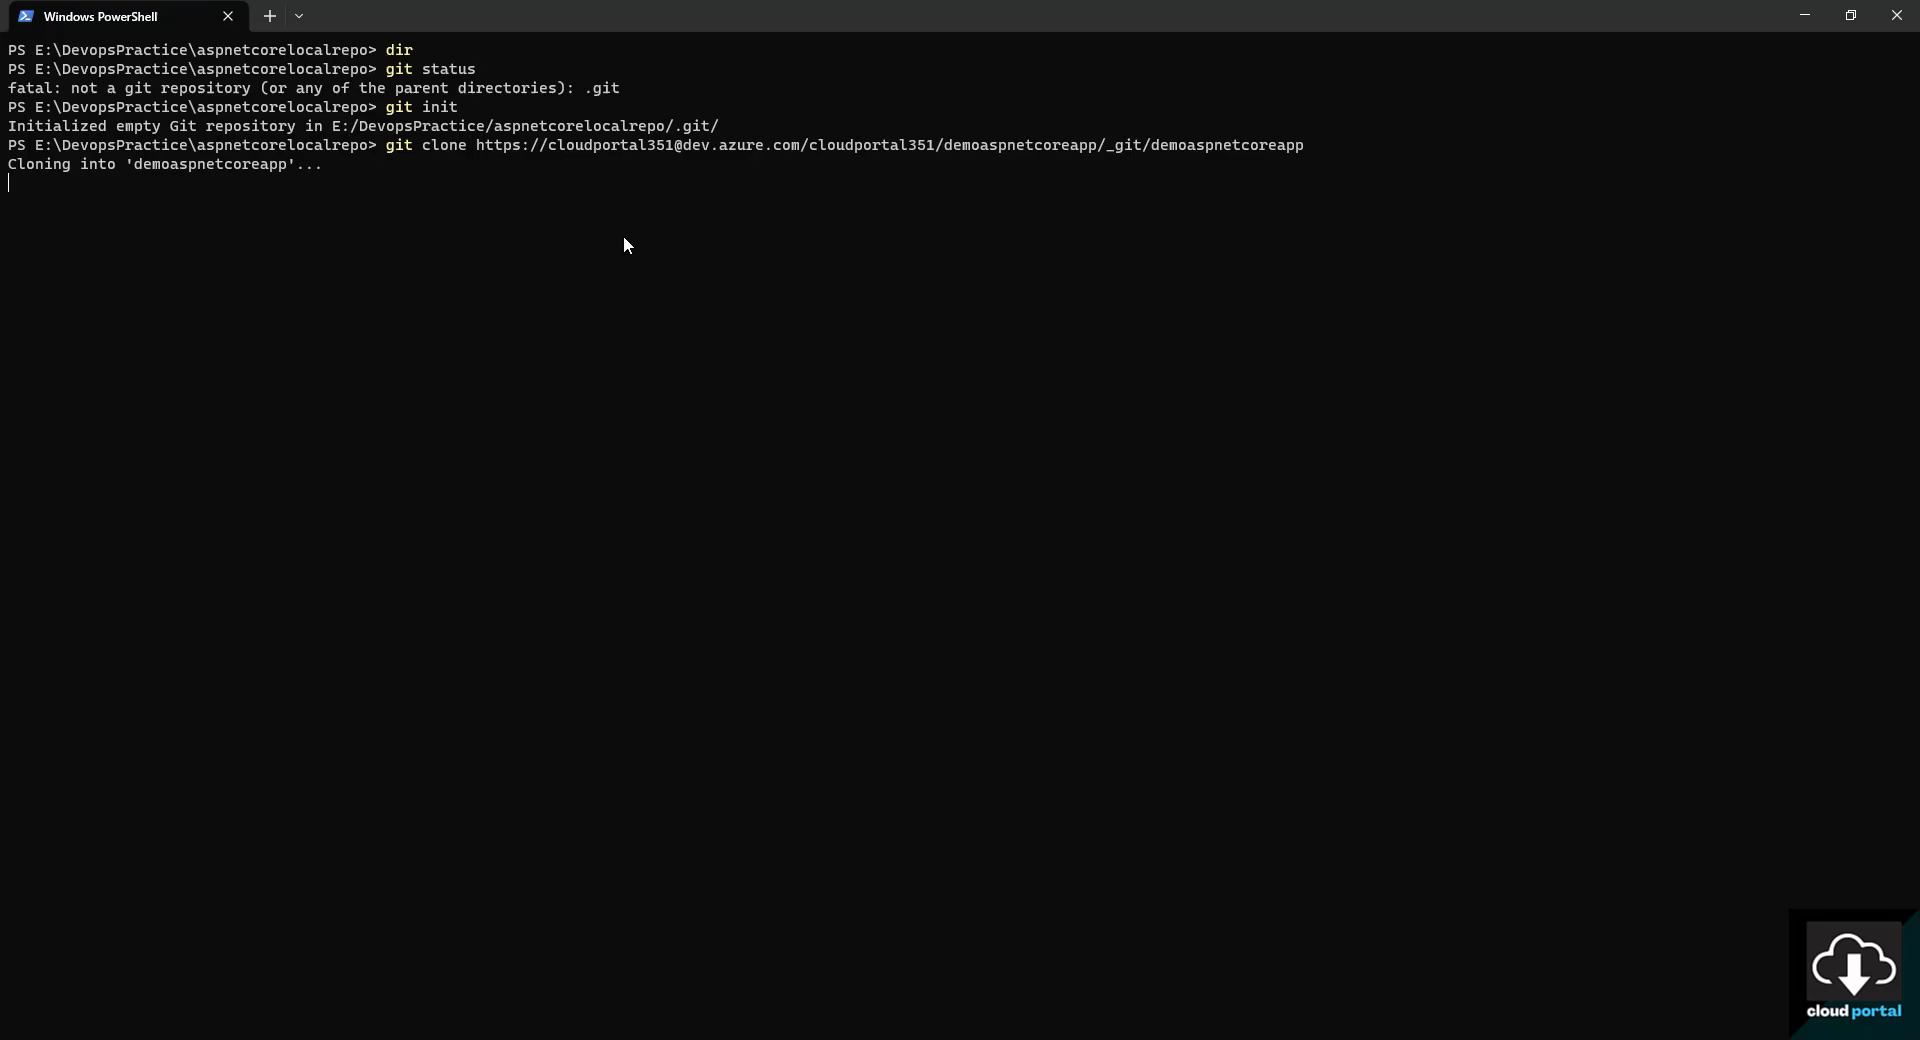 Windows PowerShell
PS E:\DevopsPractice\aspnetcorelocalrepo> dir
PS E:\DevopsPractice\aspnetcorelocalrepo> git status
fatal: not a git repository (or any of the parent directories): .git
PS E:\DevopsPractice\aspnetcorelocalrepo> git init
Initialized empty Git repository in E:/DevopsPractice/aspnetcorelocalrepo/.git/
PS E:\DevopsPractice\aspnetcorelocalrepo> git clone https://cloudportal351@dev.azure.com/cloudportal351/demoaspnetcoreapp/_git/demoaspnetcoreapp
Cloning into 'demoaspnetcoreapp'...
cloud portal